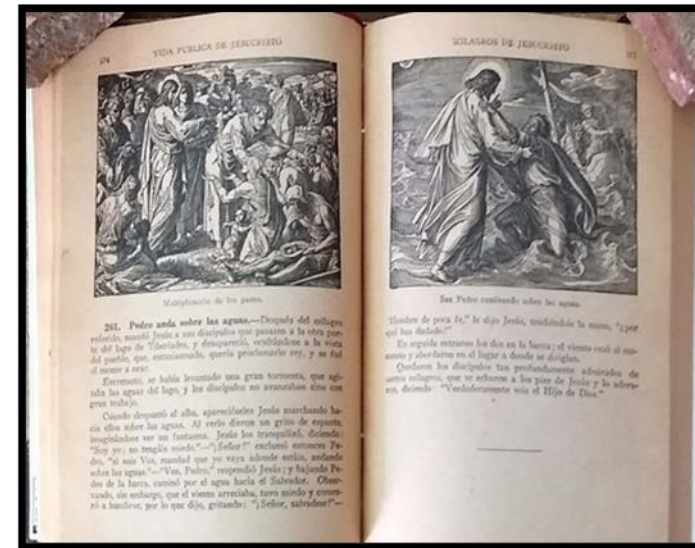 174
VIDA PUBLICA DE JESUCRISTO
Multiplicación de los panes.
261. Pedro anda sobre las aguas.—Después del milagro
referido, mandó Jesús a sus discípulos que pasasen a la otra par-
te del lago de Tiberíades, y desapareció, ocultándose a la vista
del pueblo, que, entusiasmado, quería proclamarlo rey, y se fué
al monte a orar.
Entretanto, se había levantado una gran tormenta, que agi-
taba las aguas del lago, y los discípulos no avanzaban sino con
gran trabajo.
Cuando despuntó el alba, aparecióseles Jesús marchando ha-
cia ellos sobre las aguas. Al verlo dieron un grito de espanto,
imaginándose ver un fantasma. Jesús los tranquilizó, diciendo:
"Soy yo; no tengáis miedo."—"¡Señor!" exclamó entonces Pe-
dro, "si sois Vos, mandad que yo vaya adonde estáis, andando
sobre las aguas."—"Ven, Pedro," respondió Jesús; y bajando Pe-
dro de la barca, caminó por el agua hacia el Salvador. Obser-
vando, sin embargo, que el viento arreciaba, tuvo miedo y comen-
zó a hundirse, por lo que dijo, gritando: "¡Señor, salvadme!"—
MILAGROS DE JESUCRISTO
San Pedro caminando sobre las aguas.
"Hombre de poca fe," le dijo Jesús, tendiéndole la mano, "¿por
qué has dudado?"
En seguida entraron los dos en la barca; el viento cesó al mo-
mento y abordaron en el lugar a donde se dirigían.
Quedaron los discípulos tan profundamente admirados de
tantos milagros, que se echaron a los pies de Jesús y lo adora-
ron, diciendo: "Verdaderamente sois el Hijo de Dios."